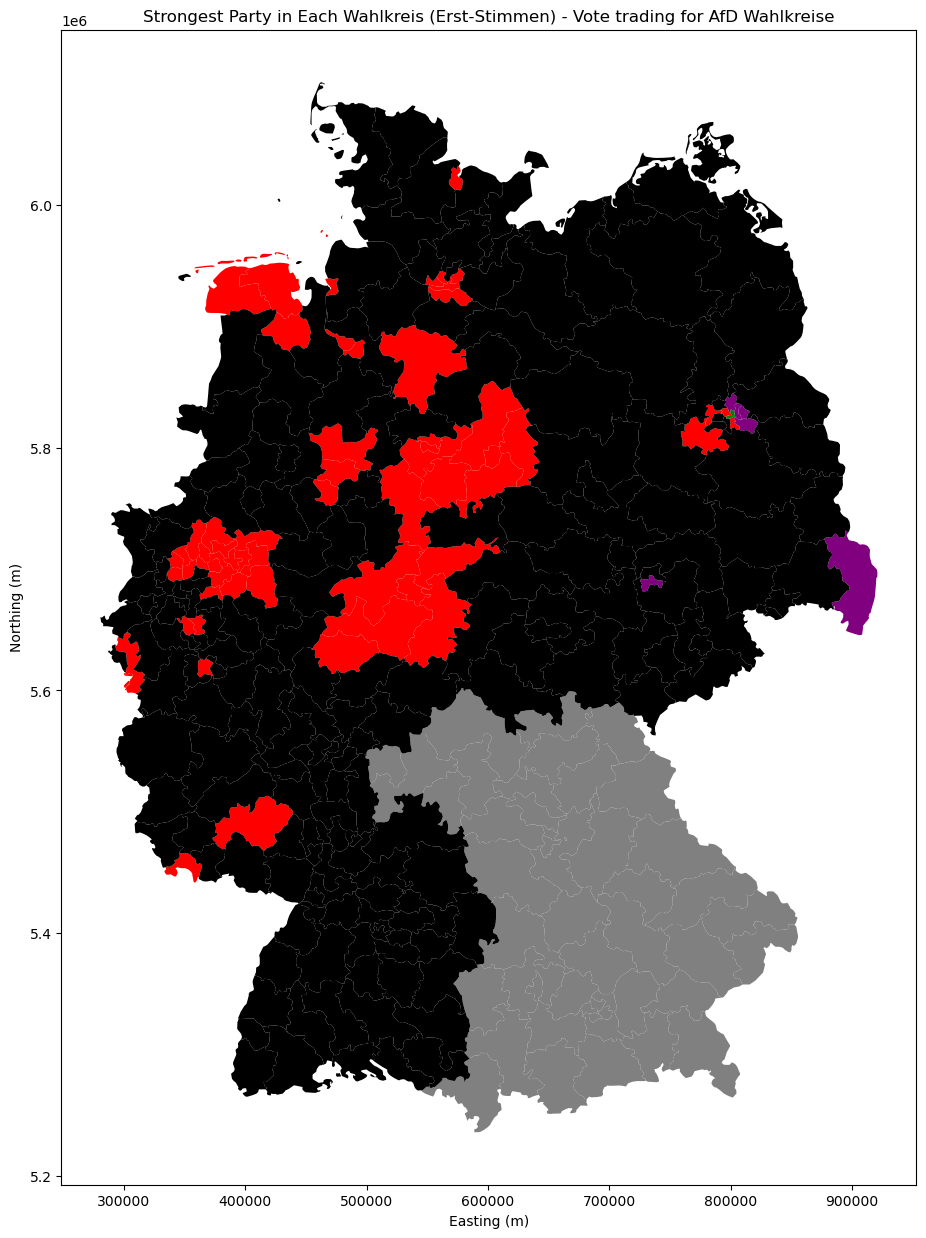 Strongest Party in Each Wahlkreis (Erst-Stimmen) - Vote trading for AfD Wahlkreise
1e6
6.0
5.8
5.6
5.4
5.2
Northing (m)
300000 400000 500000 600000 700000 800000 900000
Easting (m)